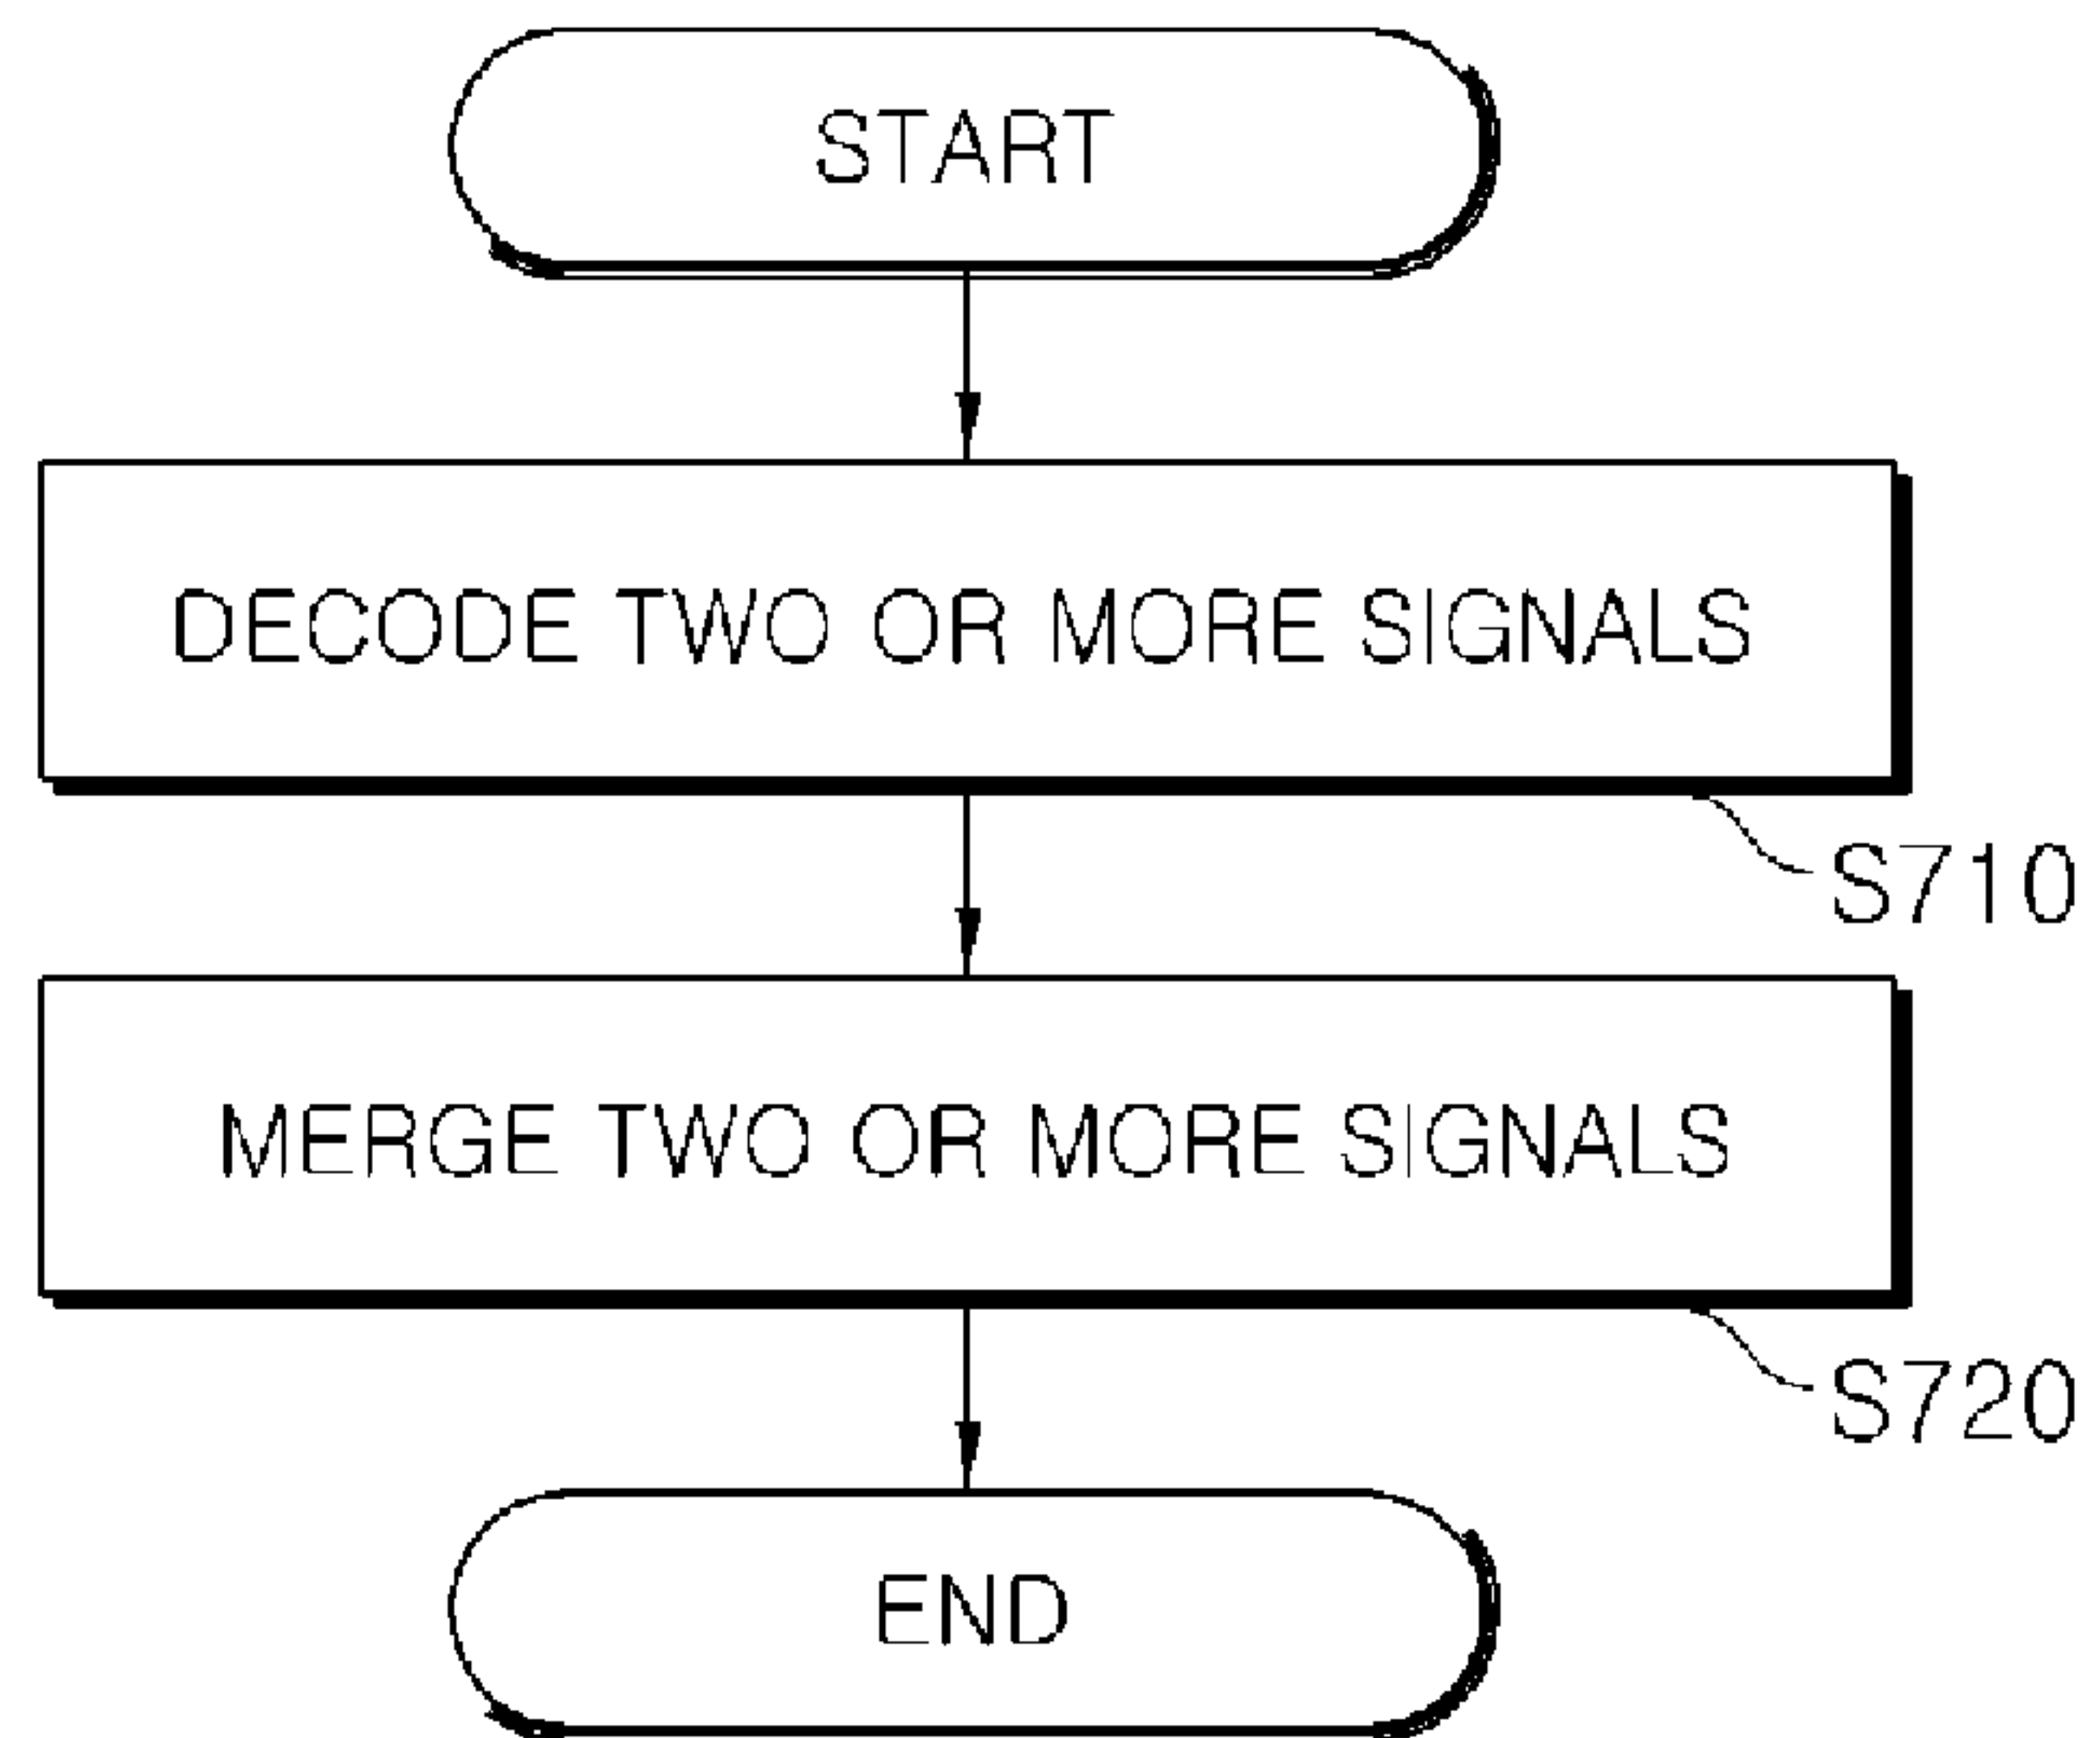 START
DECODE TWO OR MORE SIGNALS
S710
MERGE TWO OR MORE SIGNALS
S720
END